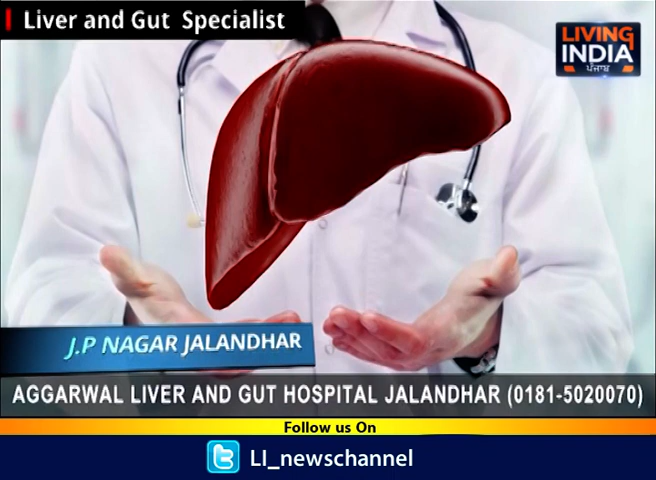 Liver and Gut Specialist
LIVING
INDIA
ਪੰਜਾਬ
J.P NAGAR JALANDHAR
AGGARWAL LIVER AND GUT HOSPITAL JALANDHAR (0181-5020070)
Follow us On
LI_newschannel